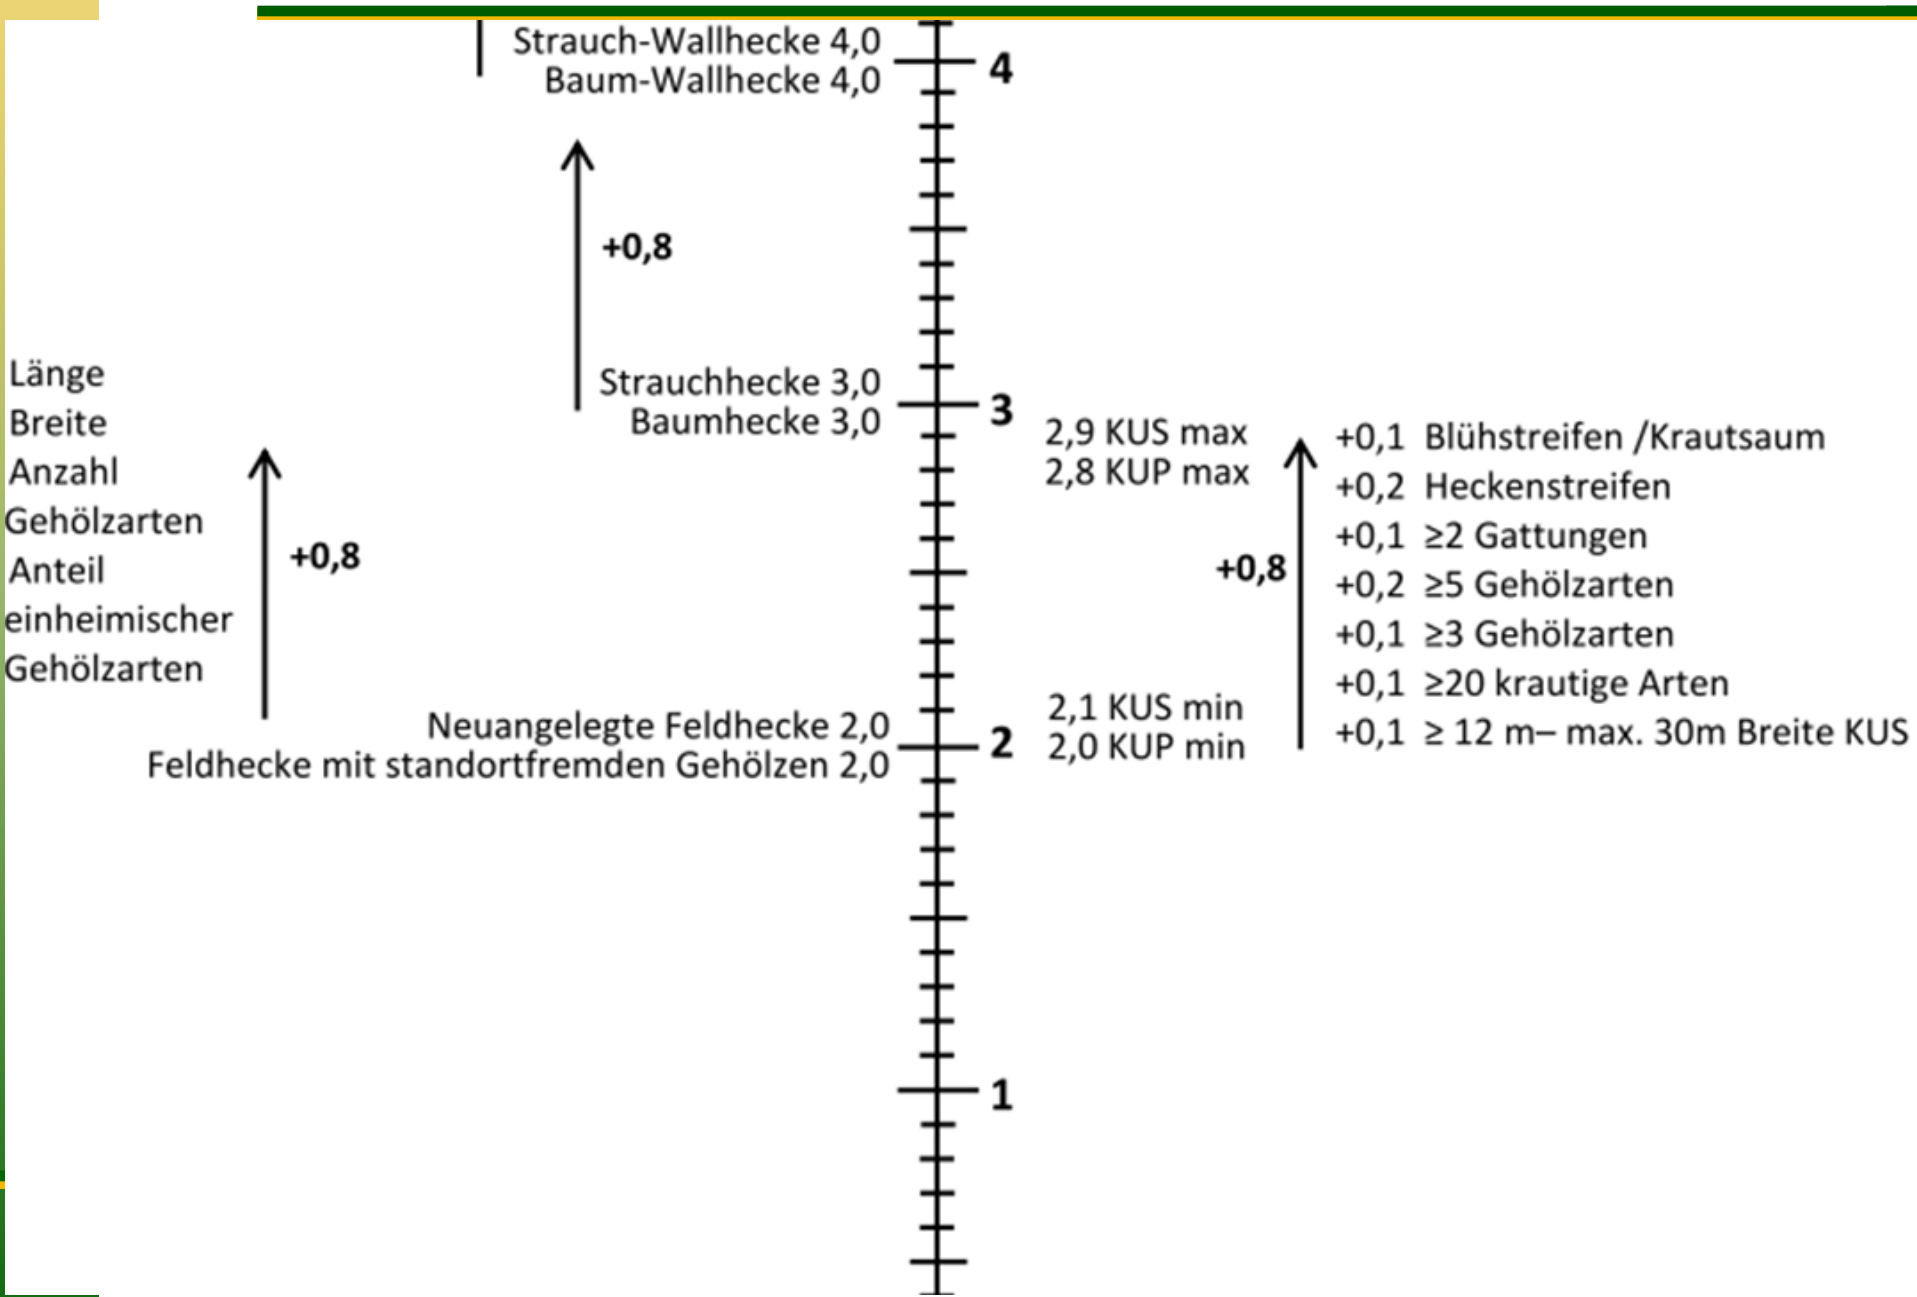 Strauch-Wallhecke 4,0
Baum-Wallhecke 4,0
4
+0,8
Strauchhecke 3,0
Baumhecke 3,0
3
Länge
Breite
Anzahl
Gehölzarten
Anteil
einheimischer
Gehölzarten
+0,8
Neuangelegte Feldhecke 2,0
Feldhecke mit standortfremden Gehölzen 2,0
2
2,9 KUS max
2,8 KUP max
+0,8
2,1 KUS min
2,0 KUP min
+0,1 Blühstreifen /Krautsaum
+0,2 Heckenstreifen
+0,1 ≥2 Gattungen
+0,2 ≥5 Gehölzarten
+0,1 ≥3 Gehölzarten
+0,1 ≥20 krautige Arten
+0,1 ≥ 12 m– max. 30m Breite KUS
1